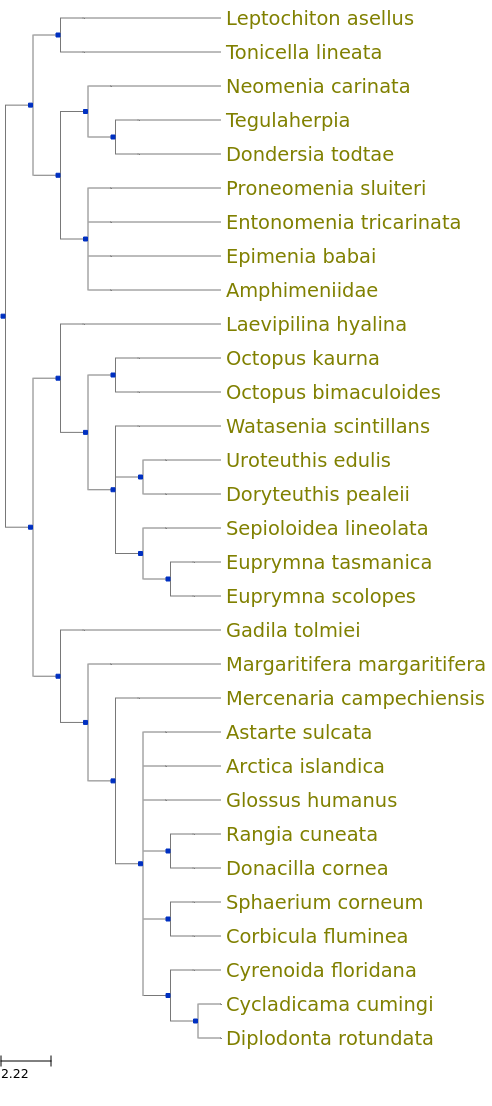 Leptochiton asellus
Tonicella lineata
Neomenia carinata
Tegulaherpia
Dondersia todtae
Proneomenia sluiteri
Entonomenia tricarinata
Epimenia babai
Amphimeniidae
Laevipilina hyalina
Octopus kaurna
Octopus bimaculoides
Watasenia scintillans
Uroteuthis edulis
Doryteuthis pealeii
Sepioloidea lineolata
Euprymna tasmanica
Euprymna scolopes
Gadila tolmiei
Margaritifera margaritifera
Mercenaria campechiensis
Astarte sulcata
Arctica islandica
Glossus humanus
Rangia cuneata
Donacilla cornea
Sphaerium corneum
Corbicula fluminea
Cyrenoida floridana
Cycladicama cumingi
Diplodonta rotundata
2.22